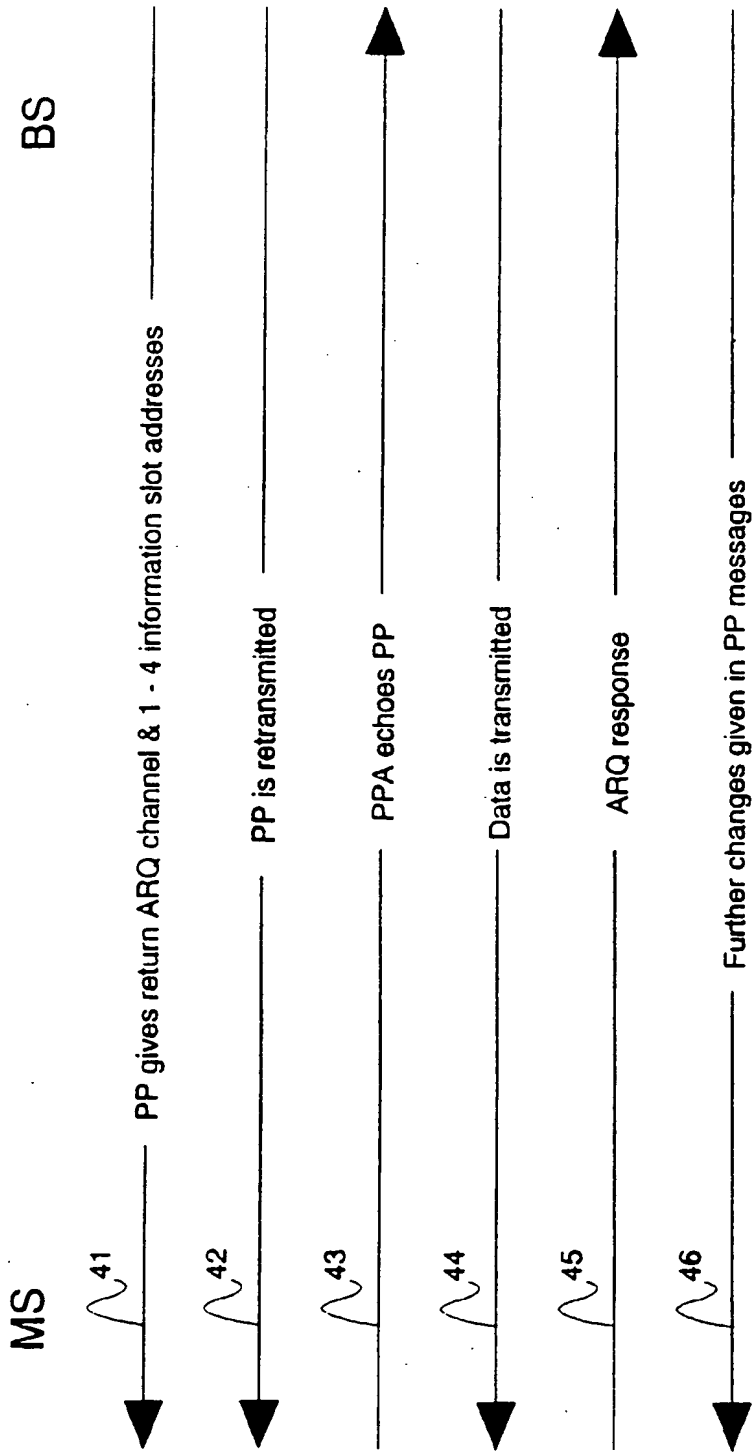 MS BS
41 PP gives return ARQ channel & 1 - 4 information slot addresses
42 PP is retransmitted
43 PPA echoes PP
44 Data is transmitted
45 ARQ response
46 Further changes given in PP messages